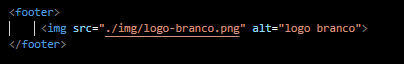 <footer>
<img src="./img/logo-branco.png" alt="logo branco">
</footer>